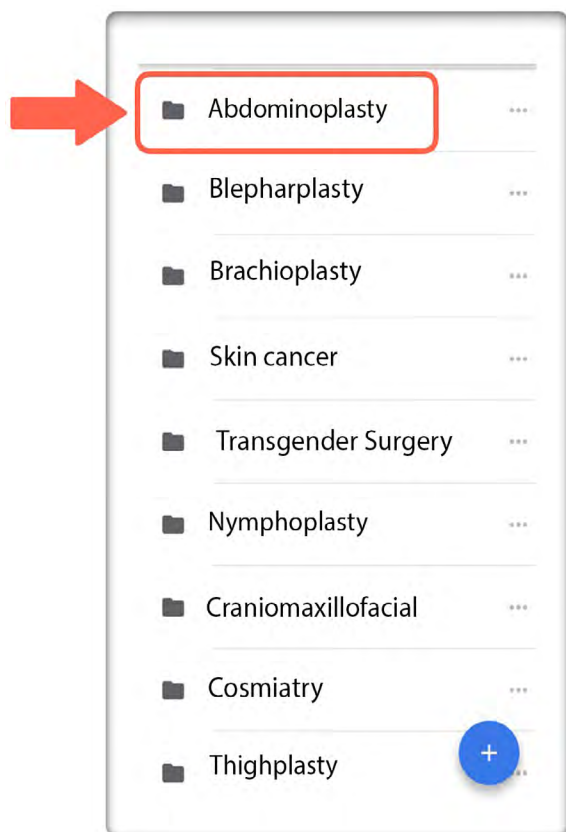 Abdominoplasty
Blepharplasty
Brachioplasty
Skin cancer
Transgender Surgery
Nymphoplasty
Craniomaxillofacial
Cosmiatry
Thighplasty